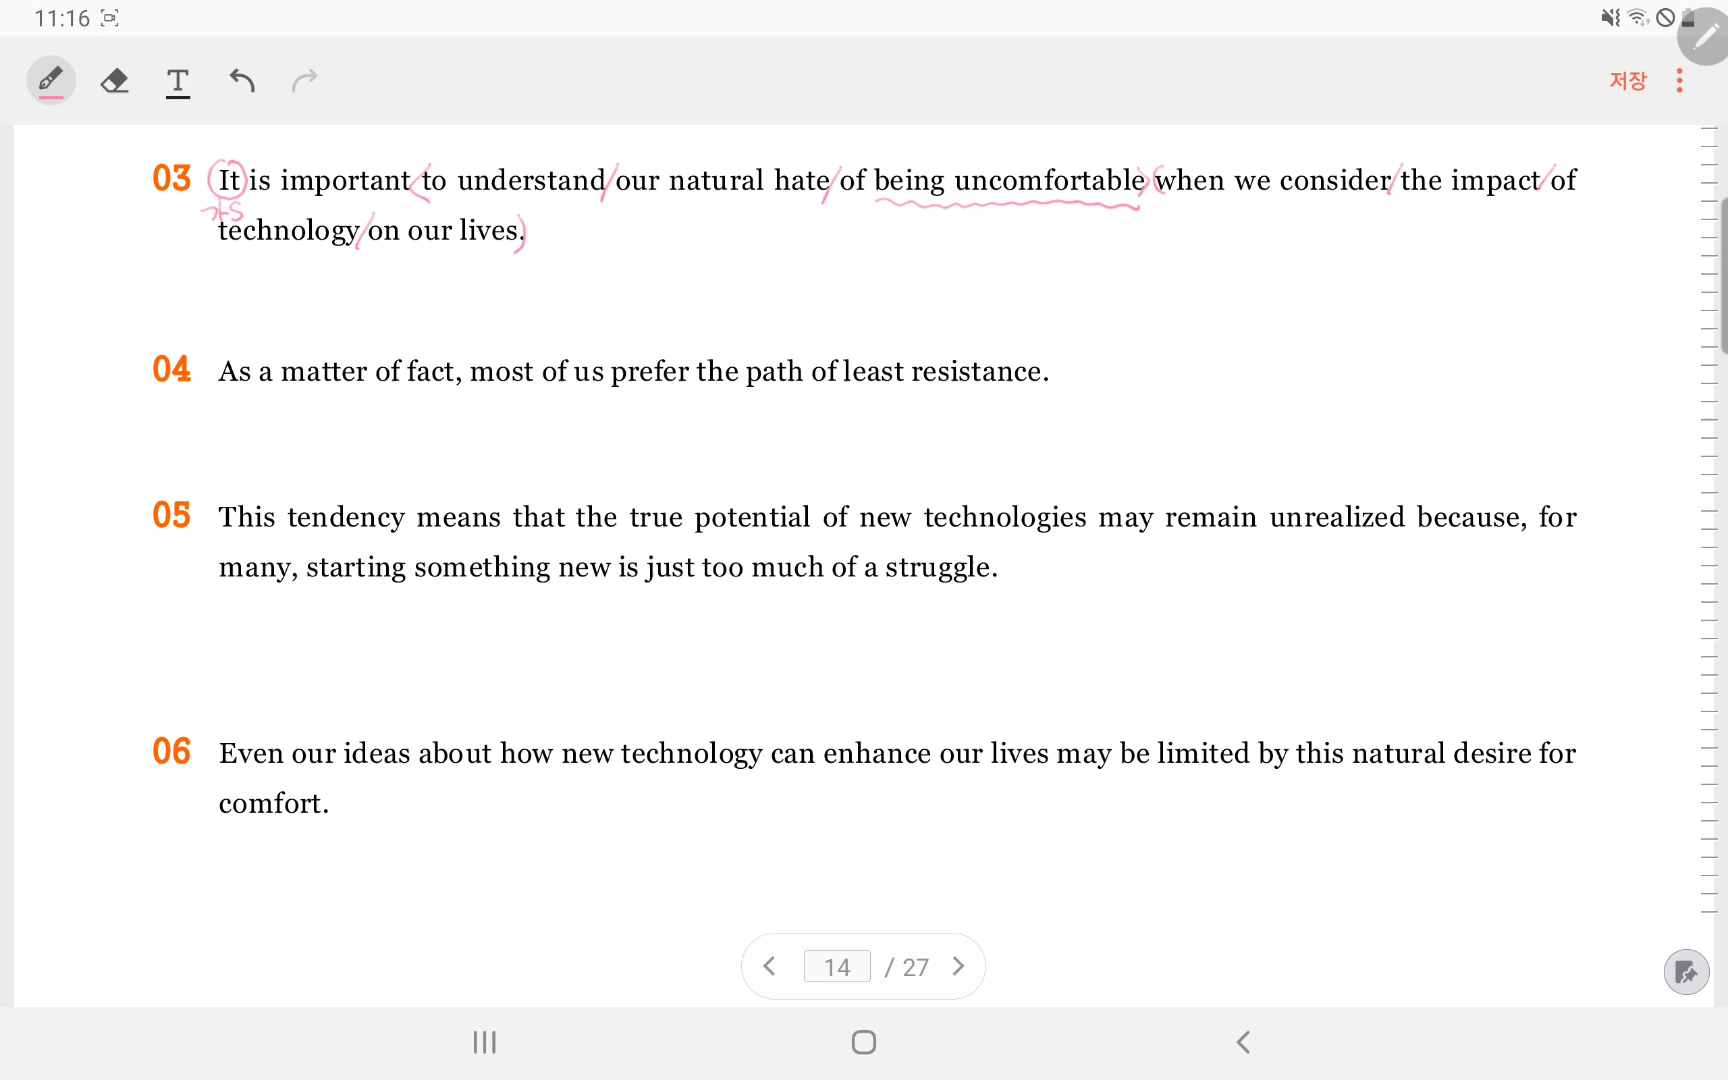 11:16
저장
03 It is important to understand our natural hate of being uncomfortable when we consider the impact of
가S
technology on our lives.
04 As a matter of fact, most of us prefer the path of least resistance.
05 This tendency means that the true potential of new technologies may remain unrealized because, for
many, starting something new is just too much of a struggle.
06 Even our ideas about how new technology can enhance our lives may be limited by this natural desire for
comfort.
14 / 27